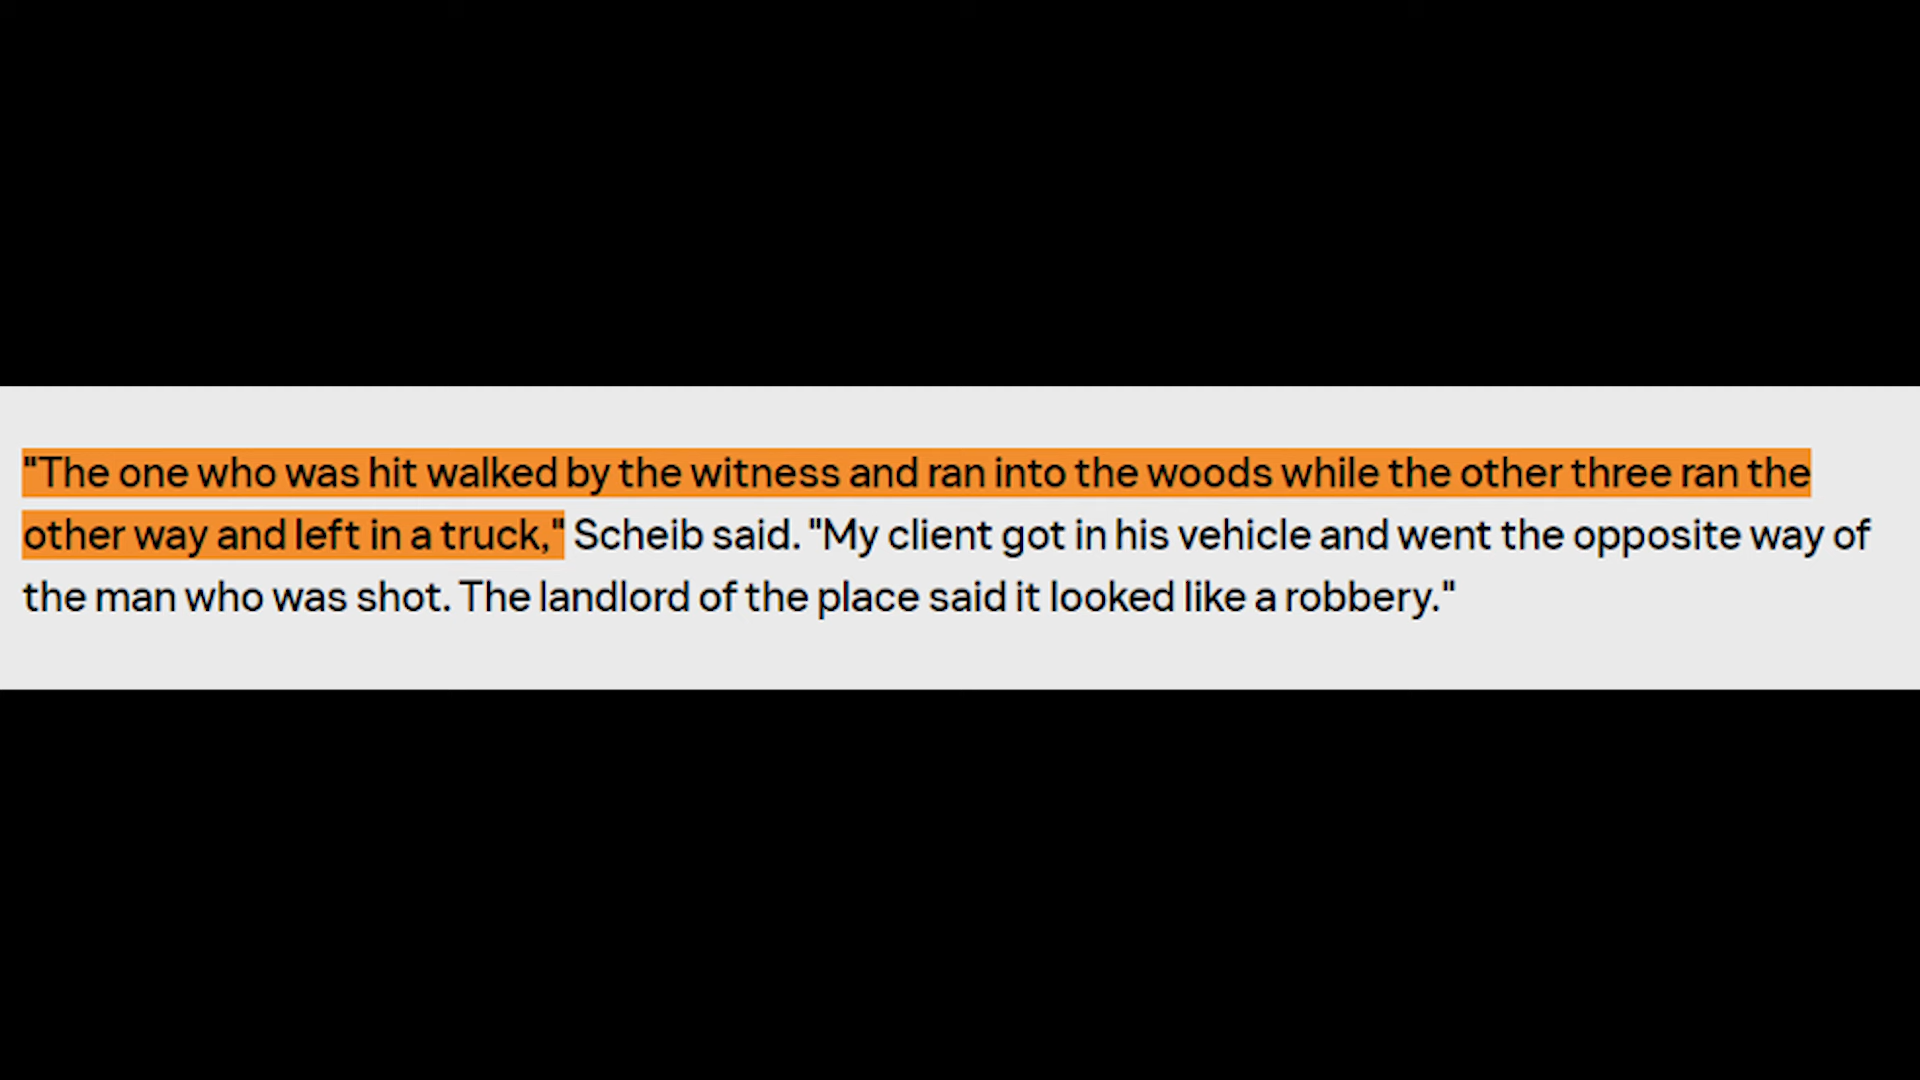 "The one who was hit walked by the witness and ran into the woods while the other three ran the
other way and left in a truck," Scheib said. "My client got in his vehicle and went the opposite way of
the man who was shot. The landlord of the place said it looked like a robbery."